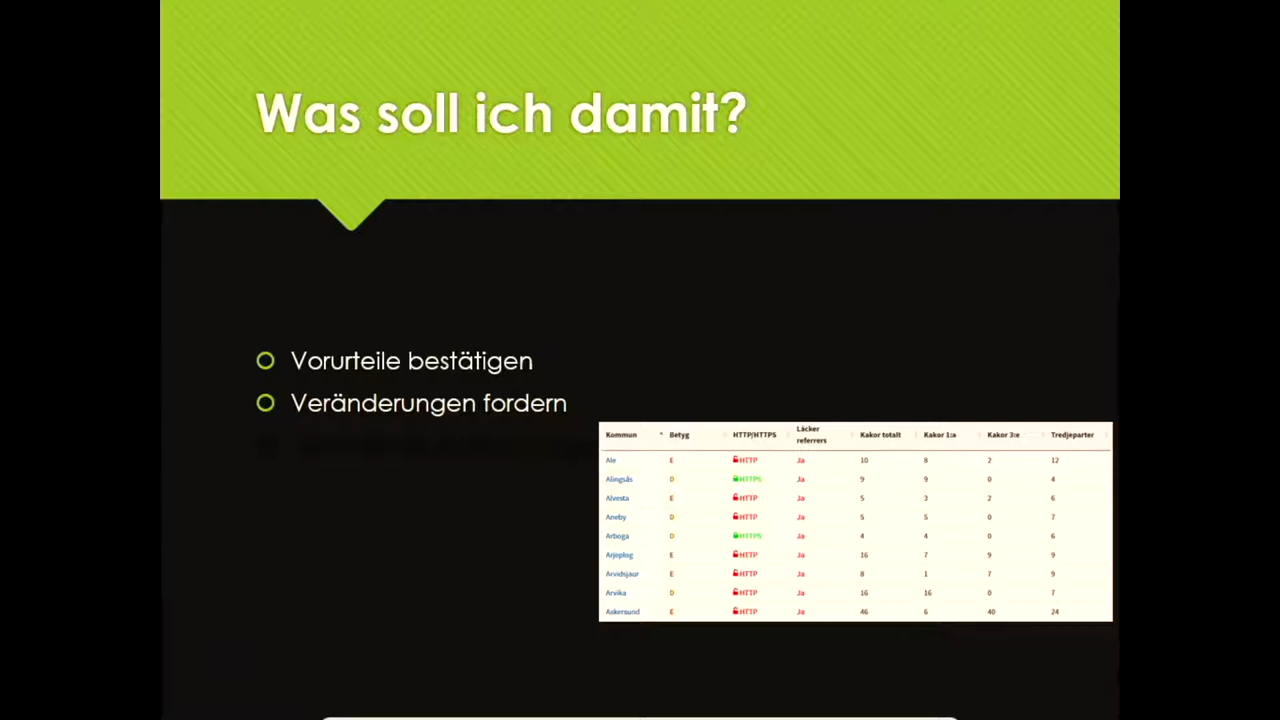 Was soll ich damit?
Vorurteile bestätigen
Veränderungen fordern
Kommun Betyg HTTP/HTTPS Läcker referrers Kakor totalt Kakor 1:a Kakor 3:e Tredjeparter
Ale E HTTP Ja 10 8 2 12
Alingsås D HTTPS Ja 9 9 0 4
Alvesta E HTTP Ja 5 3 2 6
Aneby D HTTP Ja 5 5 0 7
Arboga D HTTPS Ja 4 4 0 6
Arjeplog E HTTP Ja 16 7 9 9
Arvidsjaur E HTTP Ja 8 1 7 9
Arvika D HTTP Ja 16 16 0 7
Askersund E HTTP Ja 46 6 40 24